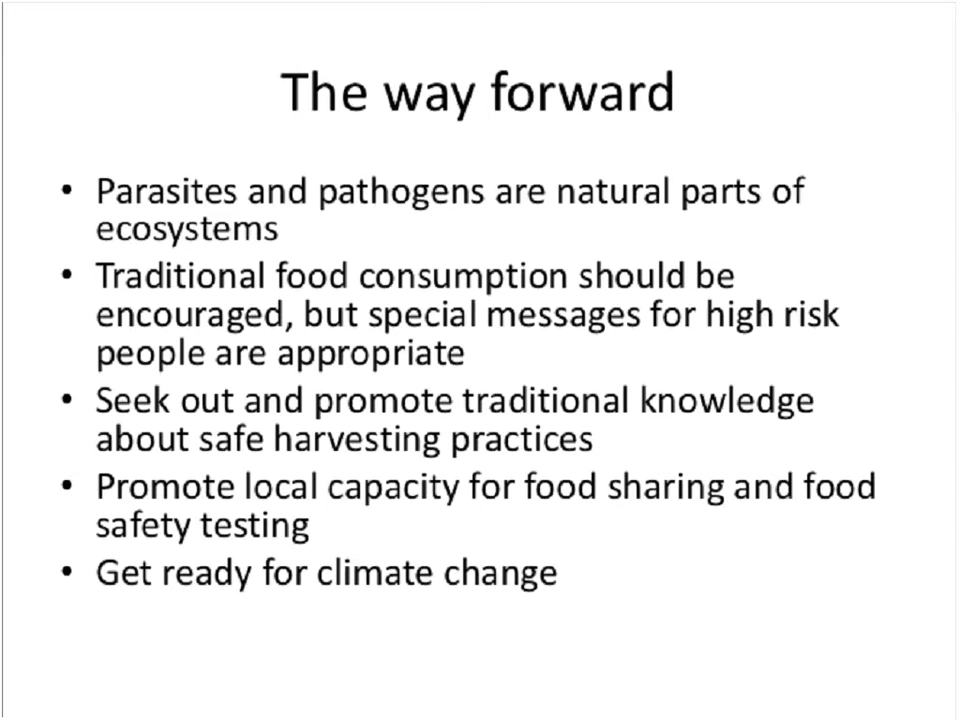 The way forward
• Parasites and pathogens are natural parts of
ecosystems
• Traditional food consumption should be
encouraged, but special messages for high risk
people are appropriate
• Seek out and promote traditional knowledge
about safe harvesting practices
• Promote local capacity for food sharing and food
safety testing
• Get ready for climate change